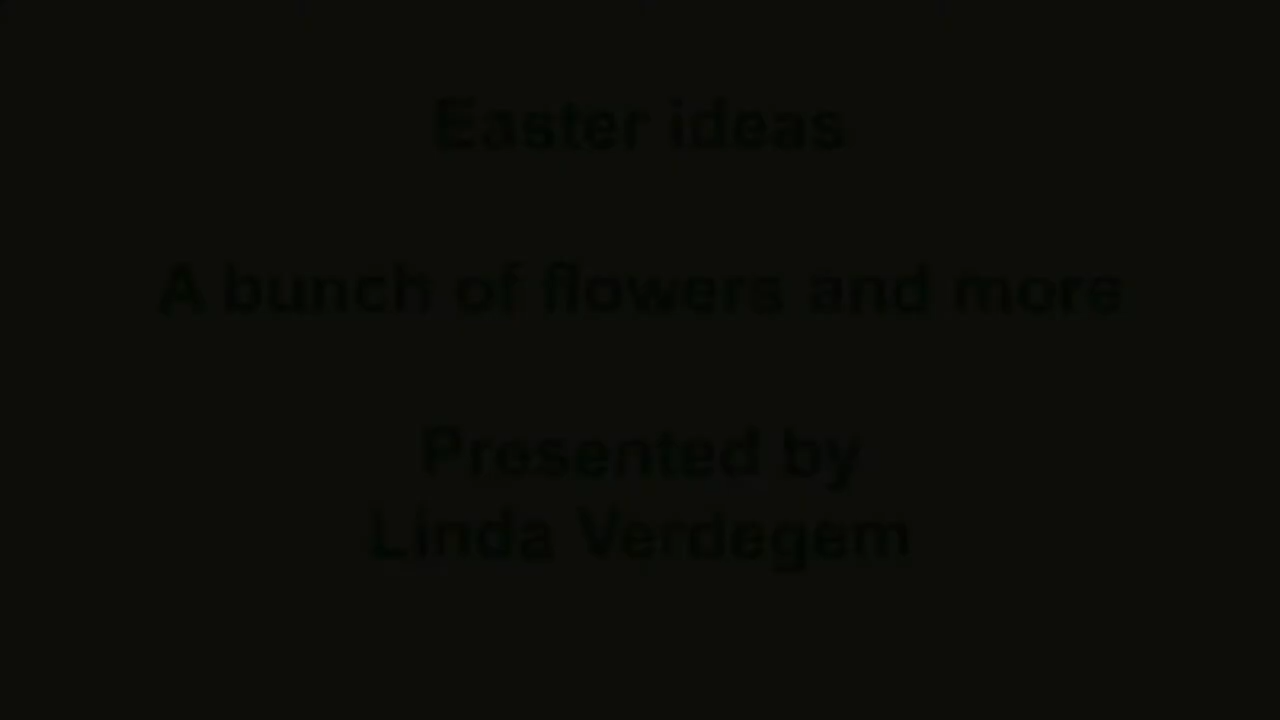 Easter ideas
A bunch of flowers and more
Presented by
Linda Verdegem